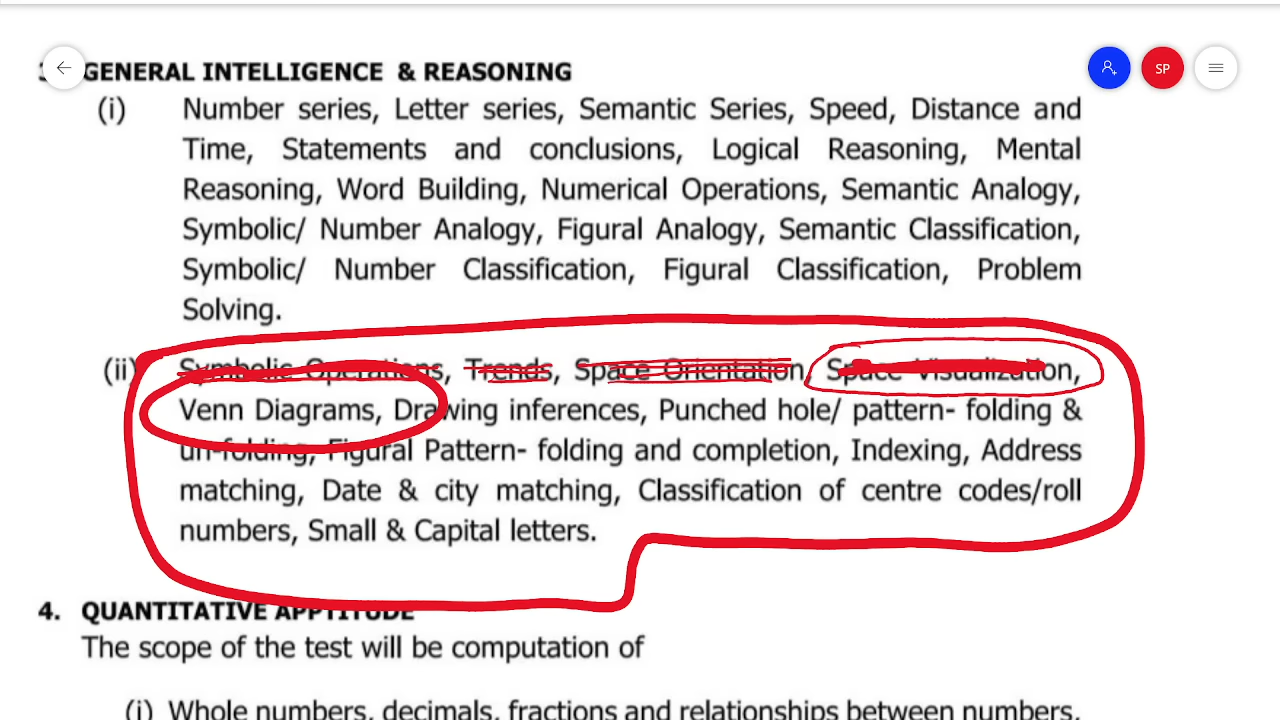 GENERAL INTELLIGENCE & REASONING
SP
(i) Number series, Letter series, Semantic Series, Speed, Distance and
Time, Statements and conclusions, Logical Reasoning, Mental
Reasoning, Word Building, Numerical Operations, Semantic Analogy,
Symbolic/ Number Analogy, Figural Analogy, Semantic Classification,
Symbolic/ Number Classification, Figural Classification, Problem
Solving.
(ii) Symbolic Operations, Trends, Space Orientation, Space Visualization,
Venn Diagrams, Drawing inferences, Punched hole/ pattern- folding &
un-folding, Figural Pattern- folding and completion, Indexing, Address
matching, Date & city matching, Classification of centre codes/roll
numbers, Small & Capital letters.
4. QUANTITATIVE APPTITUDE
The scope of the test will be computation of
(i) Whole numbers, decimals, fractions and relationships between numbers,